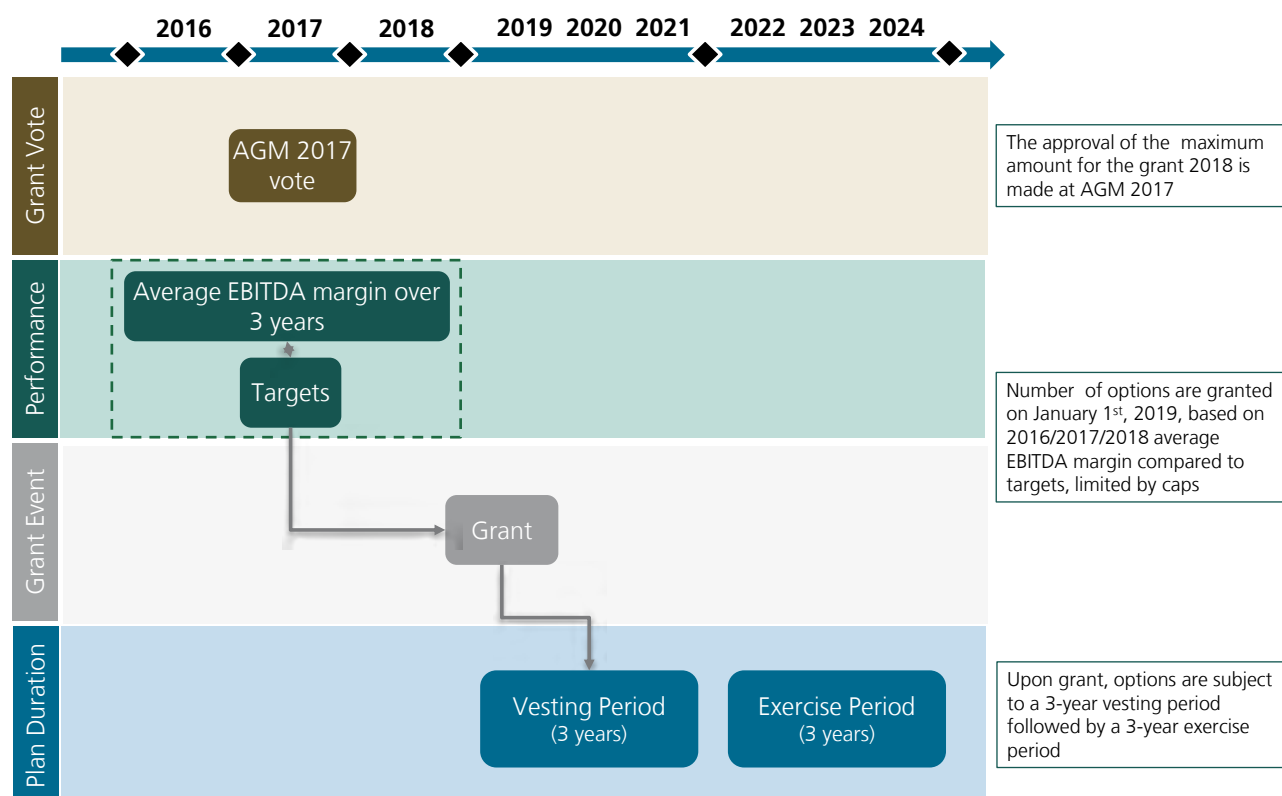 2016 2017 2018 2019 2020 2021 2022 2023 2024
Grant Vote
AGM 2017
vote
The approval of the maximum
amount for the grant 2018 is
made at AGM 2017
Performance
Average EBITDA margin over
3 years
Targets
Number of options are granted
on January 1st, 2019, based on
2016/2017/2018 average
EBITDA margin compared to
targets, limited by caps
Grant Event
Grant
Plan Duration
Vesting Period
(3 years)
Exercise Period
(3 years)
Upon grant, options are subject
to a 3-year vesting period
followed by a 3-year exercise
period